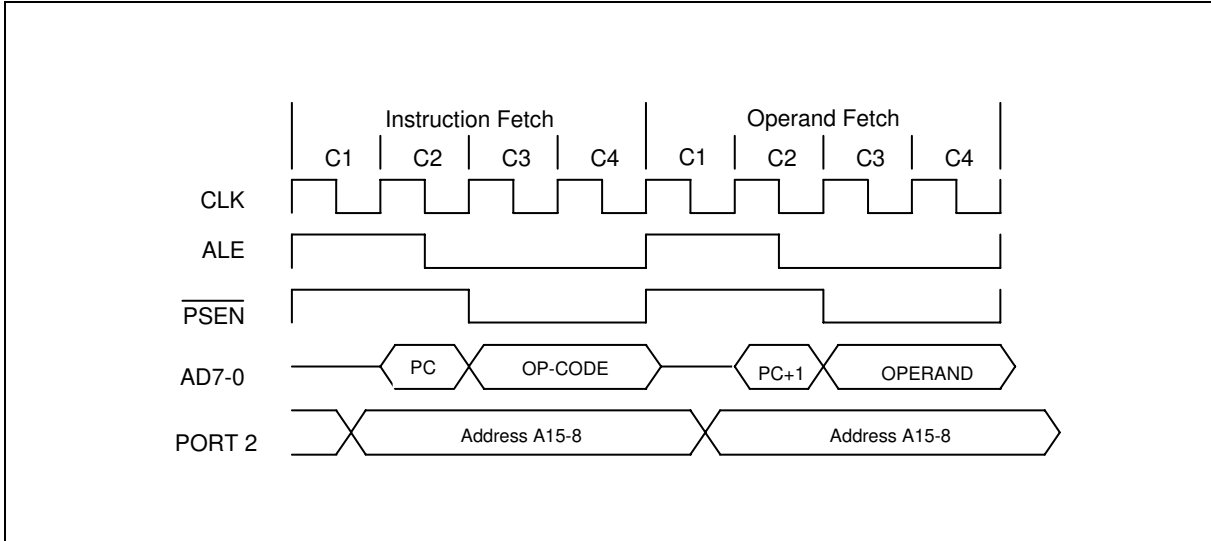 Instruction Fetch Operand Fetch
C1 C2 C3 C4 C1 C2 C3 C4
CLK
ALE
PSEN
AD7-0 PC OP-CODE PC+1 OPERAND
PORT 2 Address A15-8 Address A15-8